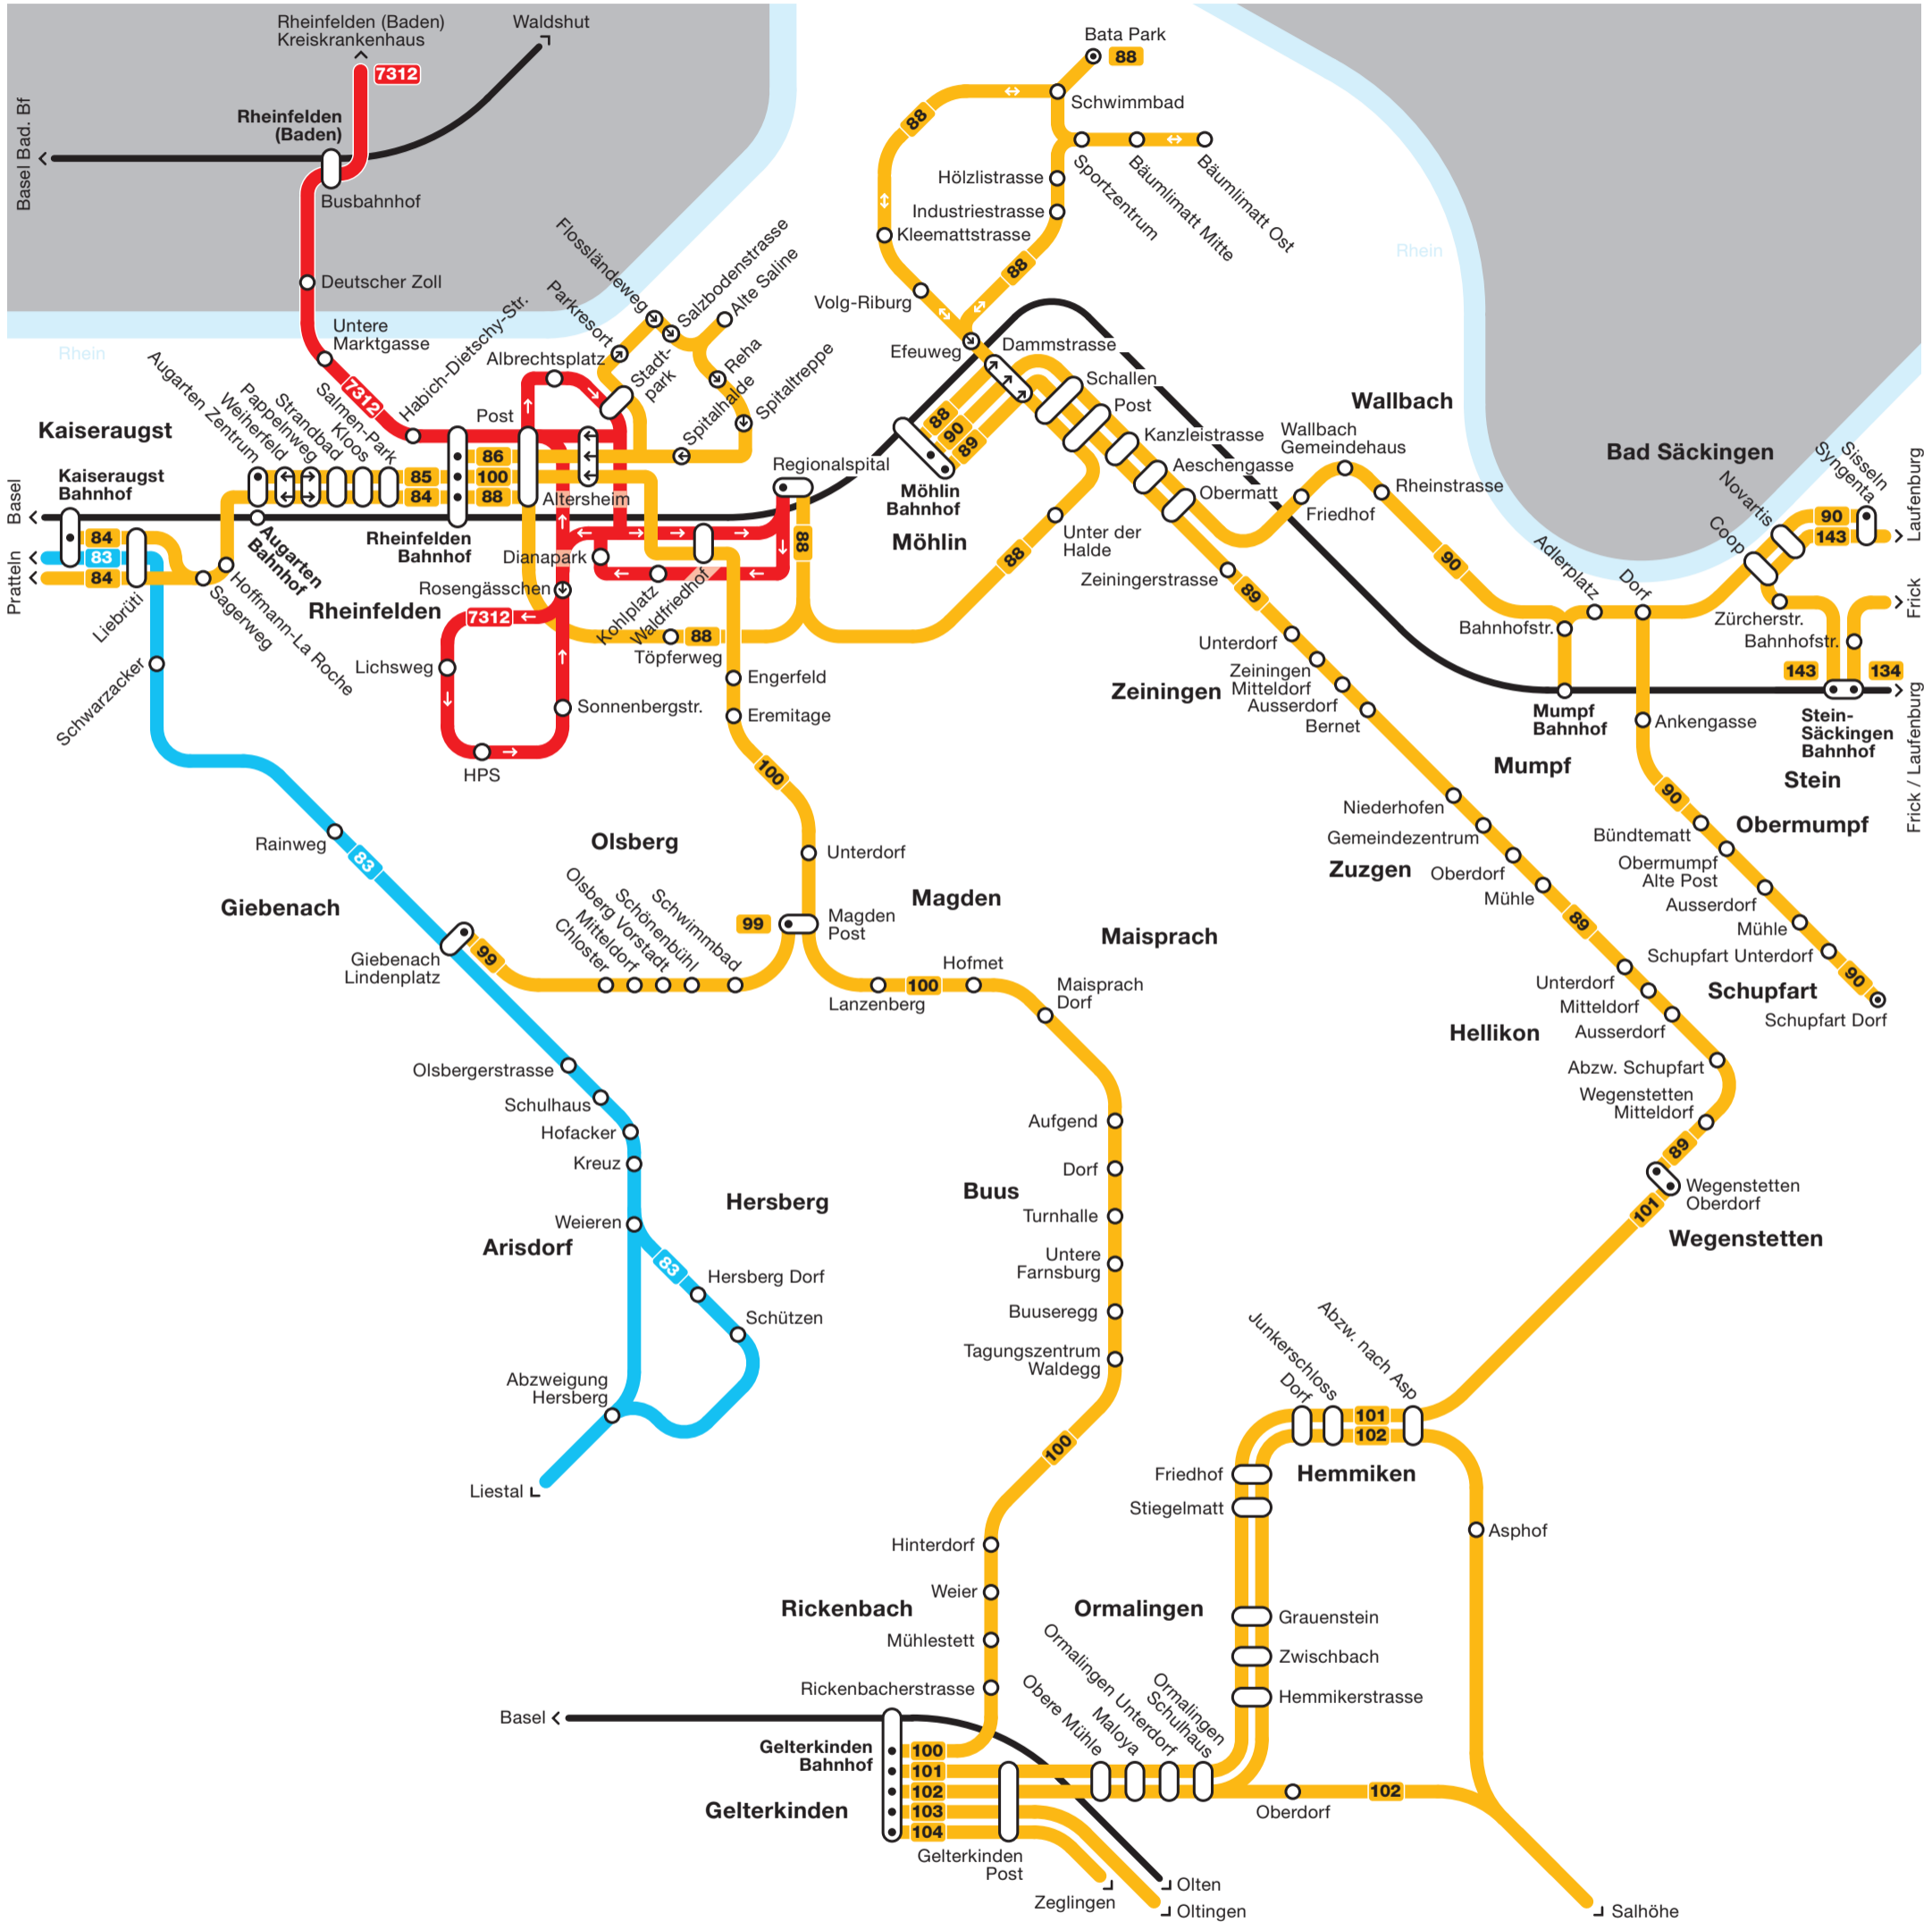 Rheinfelden (Baden)
Kreiskrankenhaus
Waldshut
7312
Rheinfelden
(Baden)
Basel Bad. Bf
Busbahnhof
Deutscher Zoll
Rhein
Untere
Marktgasse
7312
Salmen-Park
Habich-Dietschy-Str.
Albrechtsplatz
Parkresort
Flossländeweg
Salzbodenstrasse
Alte Saline
Stadt-
park
Reha
Spitalhalde
Spitaltreppe
Post
Kaiseraugst
Augarten Zentrum
Weiherfeld
Pappelnweg
Strandbad
Kloos
85
84
86
100
88
Altersheim
Regionalspital
Kaiseraugst
Bahnhof
Basel
Pratteln
84
83
84
Liebrüti
Sagerweg
Hoffmann-La Roche
Augarten
Bahnhof
Rheinfelden
Bahnhof
Rheinfelden
Dianapark
Rosengässchen
7312
Kohlplatz
Waldfriedhof
88
88
Töpferweg
Lichsweg
Sonnenbergstr.
HPS
Engerfeld
Eremitage
100
Schwarzacker
Bata Park
88
Schwimmbad
88
Sportzentrum
Bäumlimatt Mitte
Bäumlimatt Ost
Hölzlistrasse
Industriestrasse
Kleemattstrasse
88
Volg-Riburg
Efeuweg
Dammstrasse
Schallen
Post
Kanzleistrasse
Aeschengasse
Obermatt
88
90
89
Möhlin
Bahnhof
Möhlin
Unter der
Halde
88
Zeiningerstrasse
89
Rhein
Wallbach
Wallbach
Gemeindehaus
Rheinstrasse
Friedhof
90
Bad Säckingen
Sisseln
Syngenta
Novartis
Coop
90
143
Laufenburg
Adlerplatz
Dorf
Bahnhofstr.
Zürcherstr.
Bahnhofstr.
Frick
143
134
Mumpf
Bahnhof
Stein-
Säckingen
Bahnhof
Frick / Laufenburg
Mumpf
Stein
Ankengasse
90
Bündtematt
Obermumpf
Obermumpf
Alte Post
Ausserdorf
Mühle
Schupfart Unterdorf
90
Schupfart
Schupfart Dorf
Unterdorf
Zeiningen
Zeiningen
Mitteldorf
Ausserdorf
Bernet
Niederhofen
Gemeindezentrum
Zuzgen
Oberdorf
Mühle
89
Unterdorf
Mitteldorf
Ausserdorf
Hellikon
Abzw. Schupfart
Wegenstetten
Mitteldorf
89
Wegenstetten
Oberdorf
101
Wegenstetten
Rainweg
83
Giebenach
Giebenach
Lindenplatz
99
Olsberg
Chloster
Mitteldorf
Olsberg Vorstadt
Schönenbühl
Schwimmbad
99
Unterdorf
Magden
Magden
Post
Lanzenberg
100
Hofmet
Maisprach
Maisprach
Dorf
Olsbergerstrasse
Schulhaus
Hofacker
Kreuz
Weieren
Arisdorf
Hersberg
83
Hersberg Dorf
Schützen
Abzweigung
Hersberg
Liestal
Aufgend
Dorf
Buus
Turnhalle
Untere
Farnsburg
Buuseregg
Tagungszentrum
Waldegg
100
Hinterdorf
Weier
Rickenbach
Mühlestett
Rickenbacherstrasse
Basel
Gelterkinden
Bahnhof
100
101
102
103
104
Gelterkinden
Gelterkinden
Post
Zeglingen
Olten
Oltingen
Obere Mühle
Maloya
Ormalingen Unterdorf
Ormalingen
Schulhaus
Ormalingen
Junkerschloss
Dorf
Abzw. nach Asp
101
102
Hemmiken
Friedhof
Stiegelmatt
Grauenstein
Zwischbach
Hemmikerstrasse
Asphof
Oberdorf
102
Salhöhe